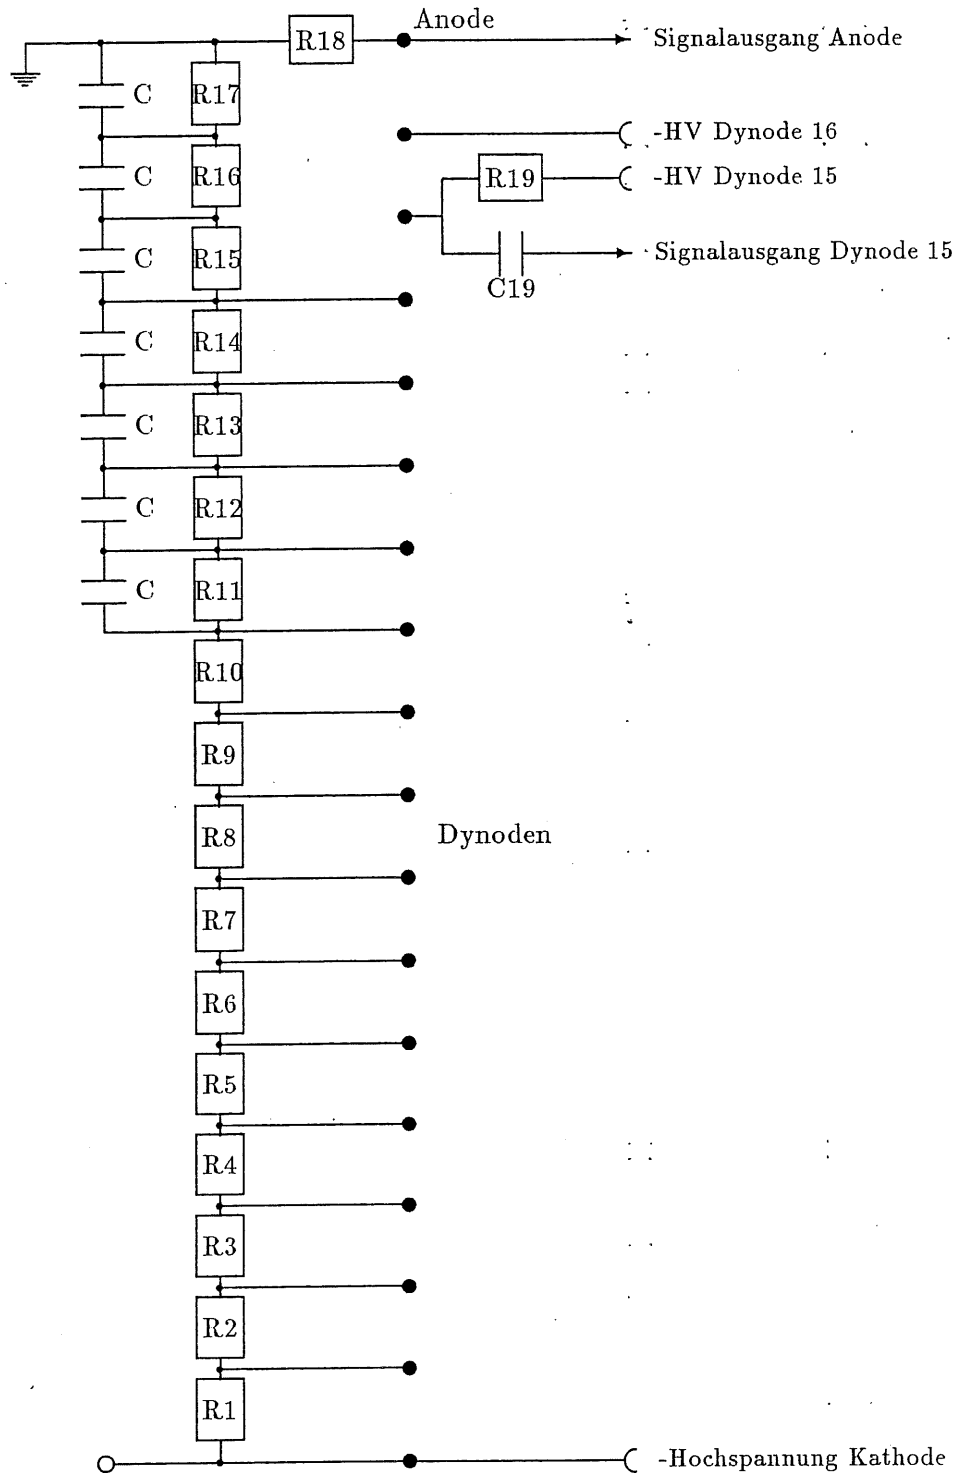 Anode
R18
Signalausgang Anode
C
R17
-HV Dynode 16
C
R16
R19
-HV Dynode 15
C
R15
Signalausgang Dynode 15
C19
C
R14
C
R13
C
R12
C
R11
R10
R9
R8
Dynoden
R7
R6
R5
R4
R3
R2
R1
-Hochspannung Kathode